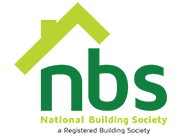 nbs
National Building Society
a Registered Building Society